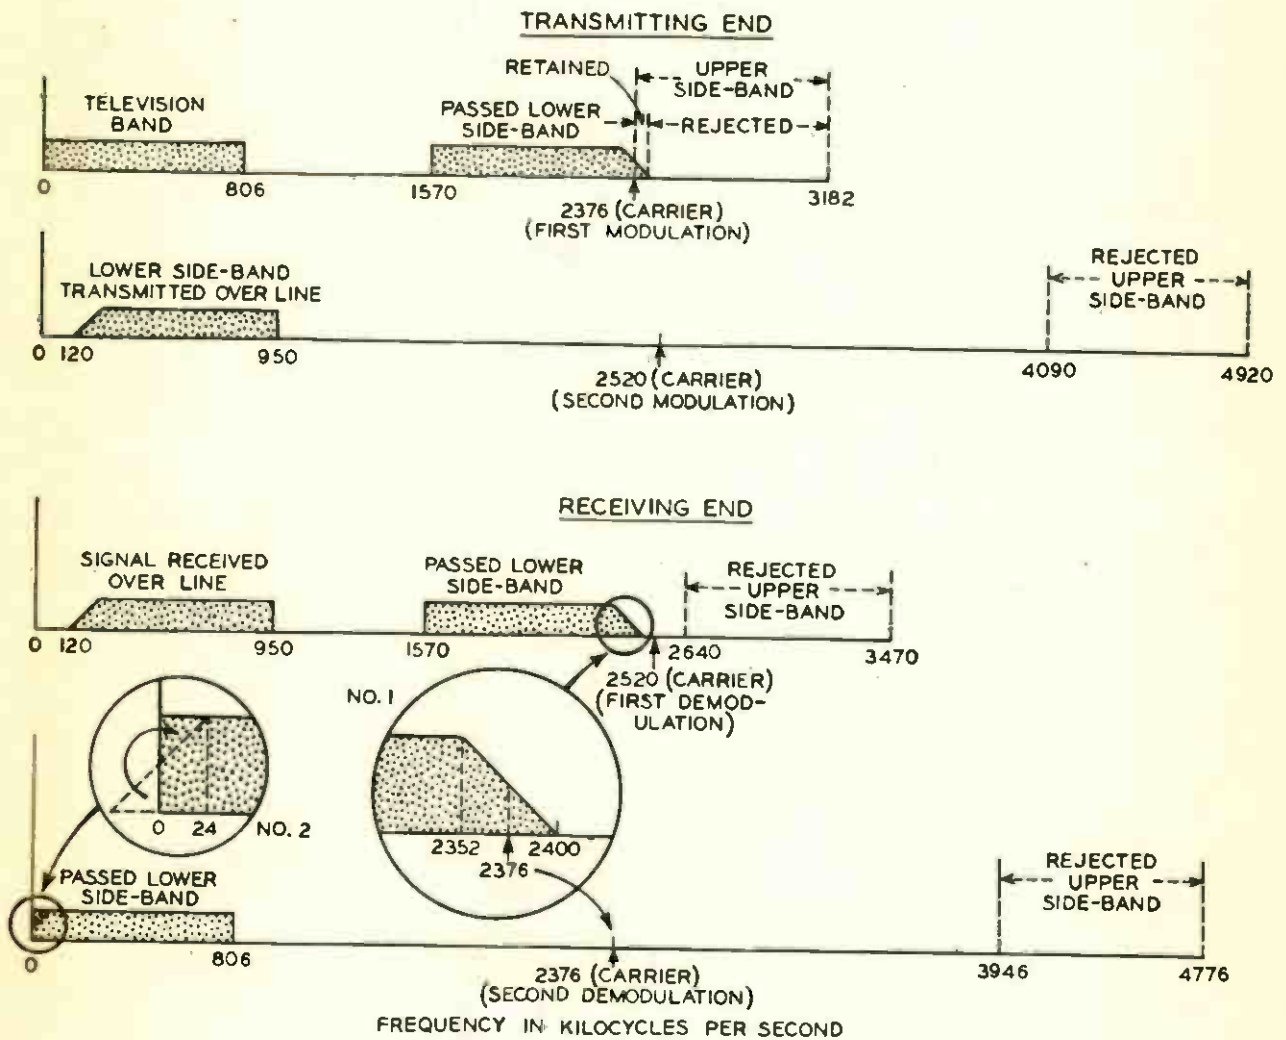 TRANSMITTING END
RETAINED
UPPER
SIDE-BAND
TELEVISION
BAND
PASSED LOWER
SIDE-BAND
REJECTED
0
806
1570
2376 (CARRIER)
(FIRST MODULATION)
3182
LOWER SIDE-BAND
TRANSMITTED OVER LINE
REJECTED
UPPER
SIDE-BAND
0 120
950
2520 (CARRIER)
(SECOND MODULATION)
4090
4920
RECEIVING END
SIGNAL RECEIVED
OVER LINE
PASSED LOWER
SIDE-BAND
REJECTED
UPPER
SIDE-BAND
0 120
950
1570
2640
3470
2520 (CARRIER)
(FIRST DEMOD-
ULATION)
NO. 1
0 24
NO. 2
2352
2400
2376
PASSED LOWER
SIDE-BAND
REJECTED
UPPER
SIDE-BAND
0
806
2376 (CARRIER)
(SECOND DEMODULATION)
3946
4776
FREQUENCY IN KILOCYCLES PER SECOND